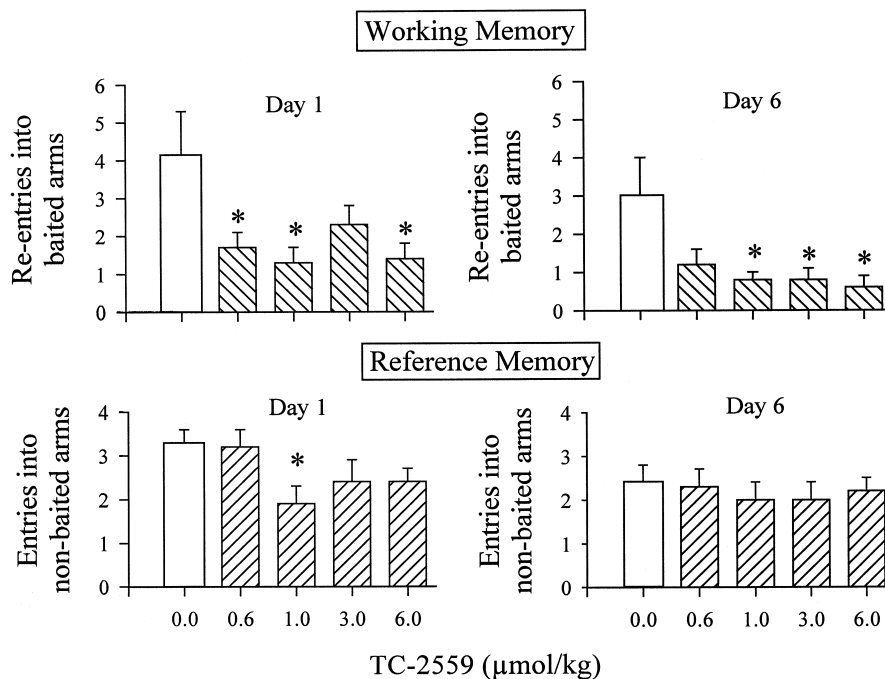 Working Memory
Re-entries into
baited arms
6
5
4
3
2
1
0
Day 1
*
*
*
Re-entries into
baited arms
6
5
4
3
2
1
0
Day 6
*
*
*
Reference Memory
Entries into
non-baited arms
4
3
2
1
0
Day 1
*
0.0 0.6 1.0 3.0 6.0
Entries into
non-baited arms
4
3
2
1
0
Day 6
0.0 0.6 1.0 3.0 6.0
TC-2559 (μmol/kg)